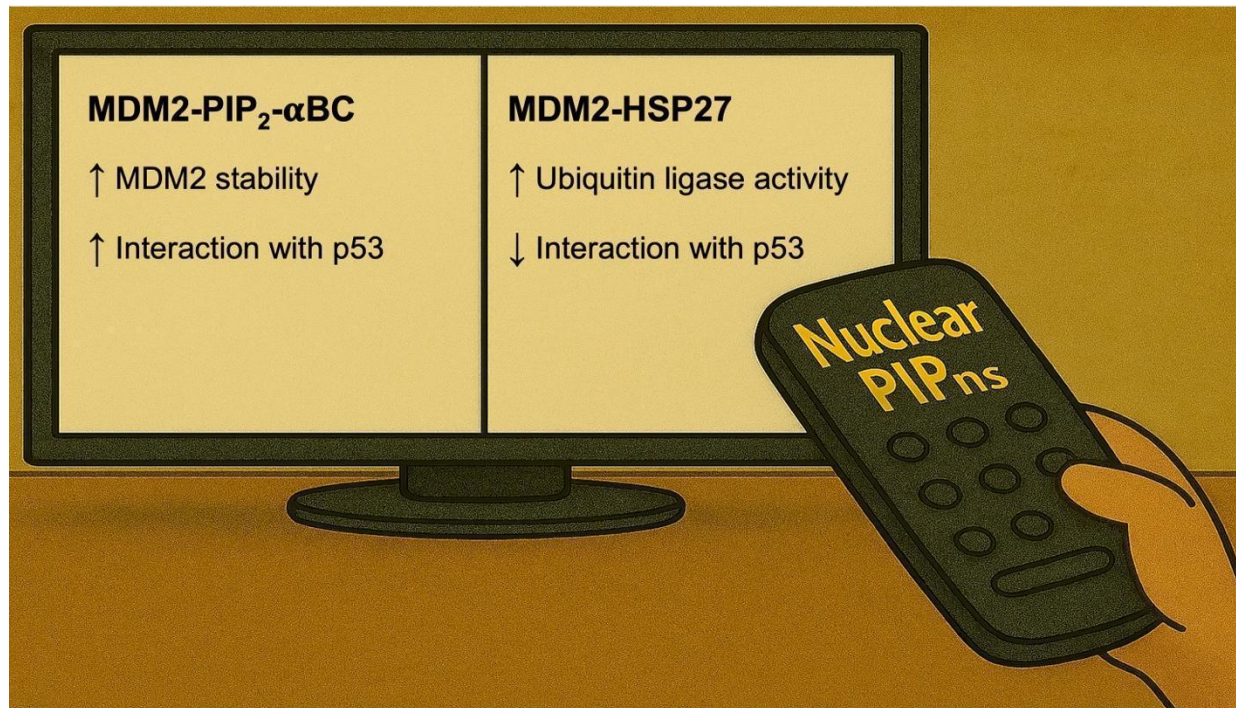 MDM2-PIP₂-αBC
↑ MDM2 stability
↑ Interaction with p53
MDM2-HSP27
↑ Ubiquitin ligase activity
↓ Interaction with p53
Nuclear
PIPns